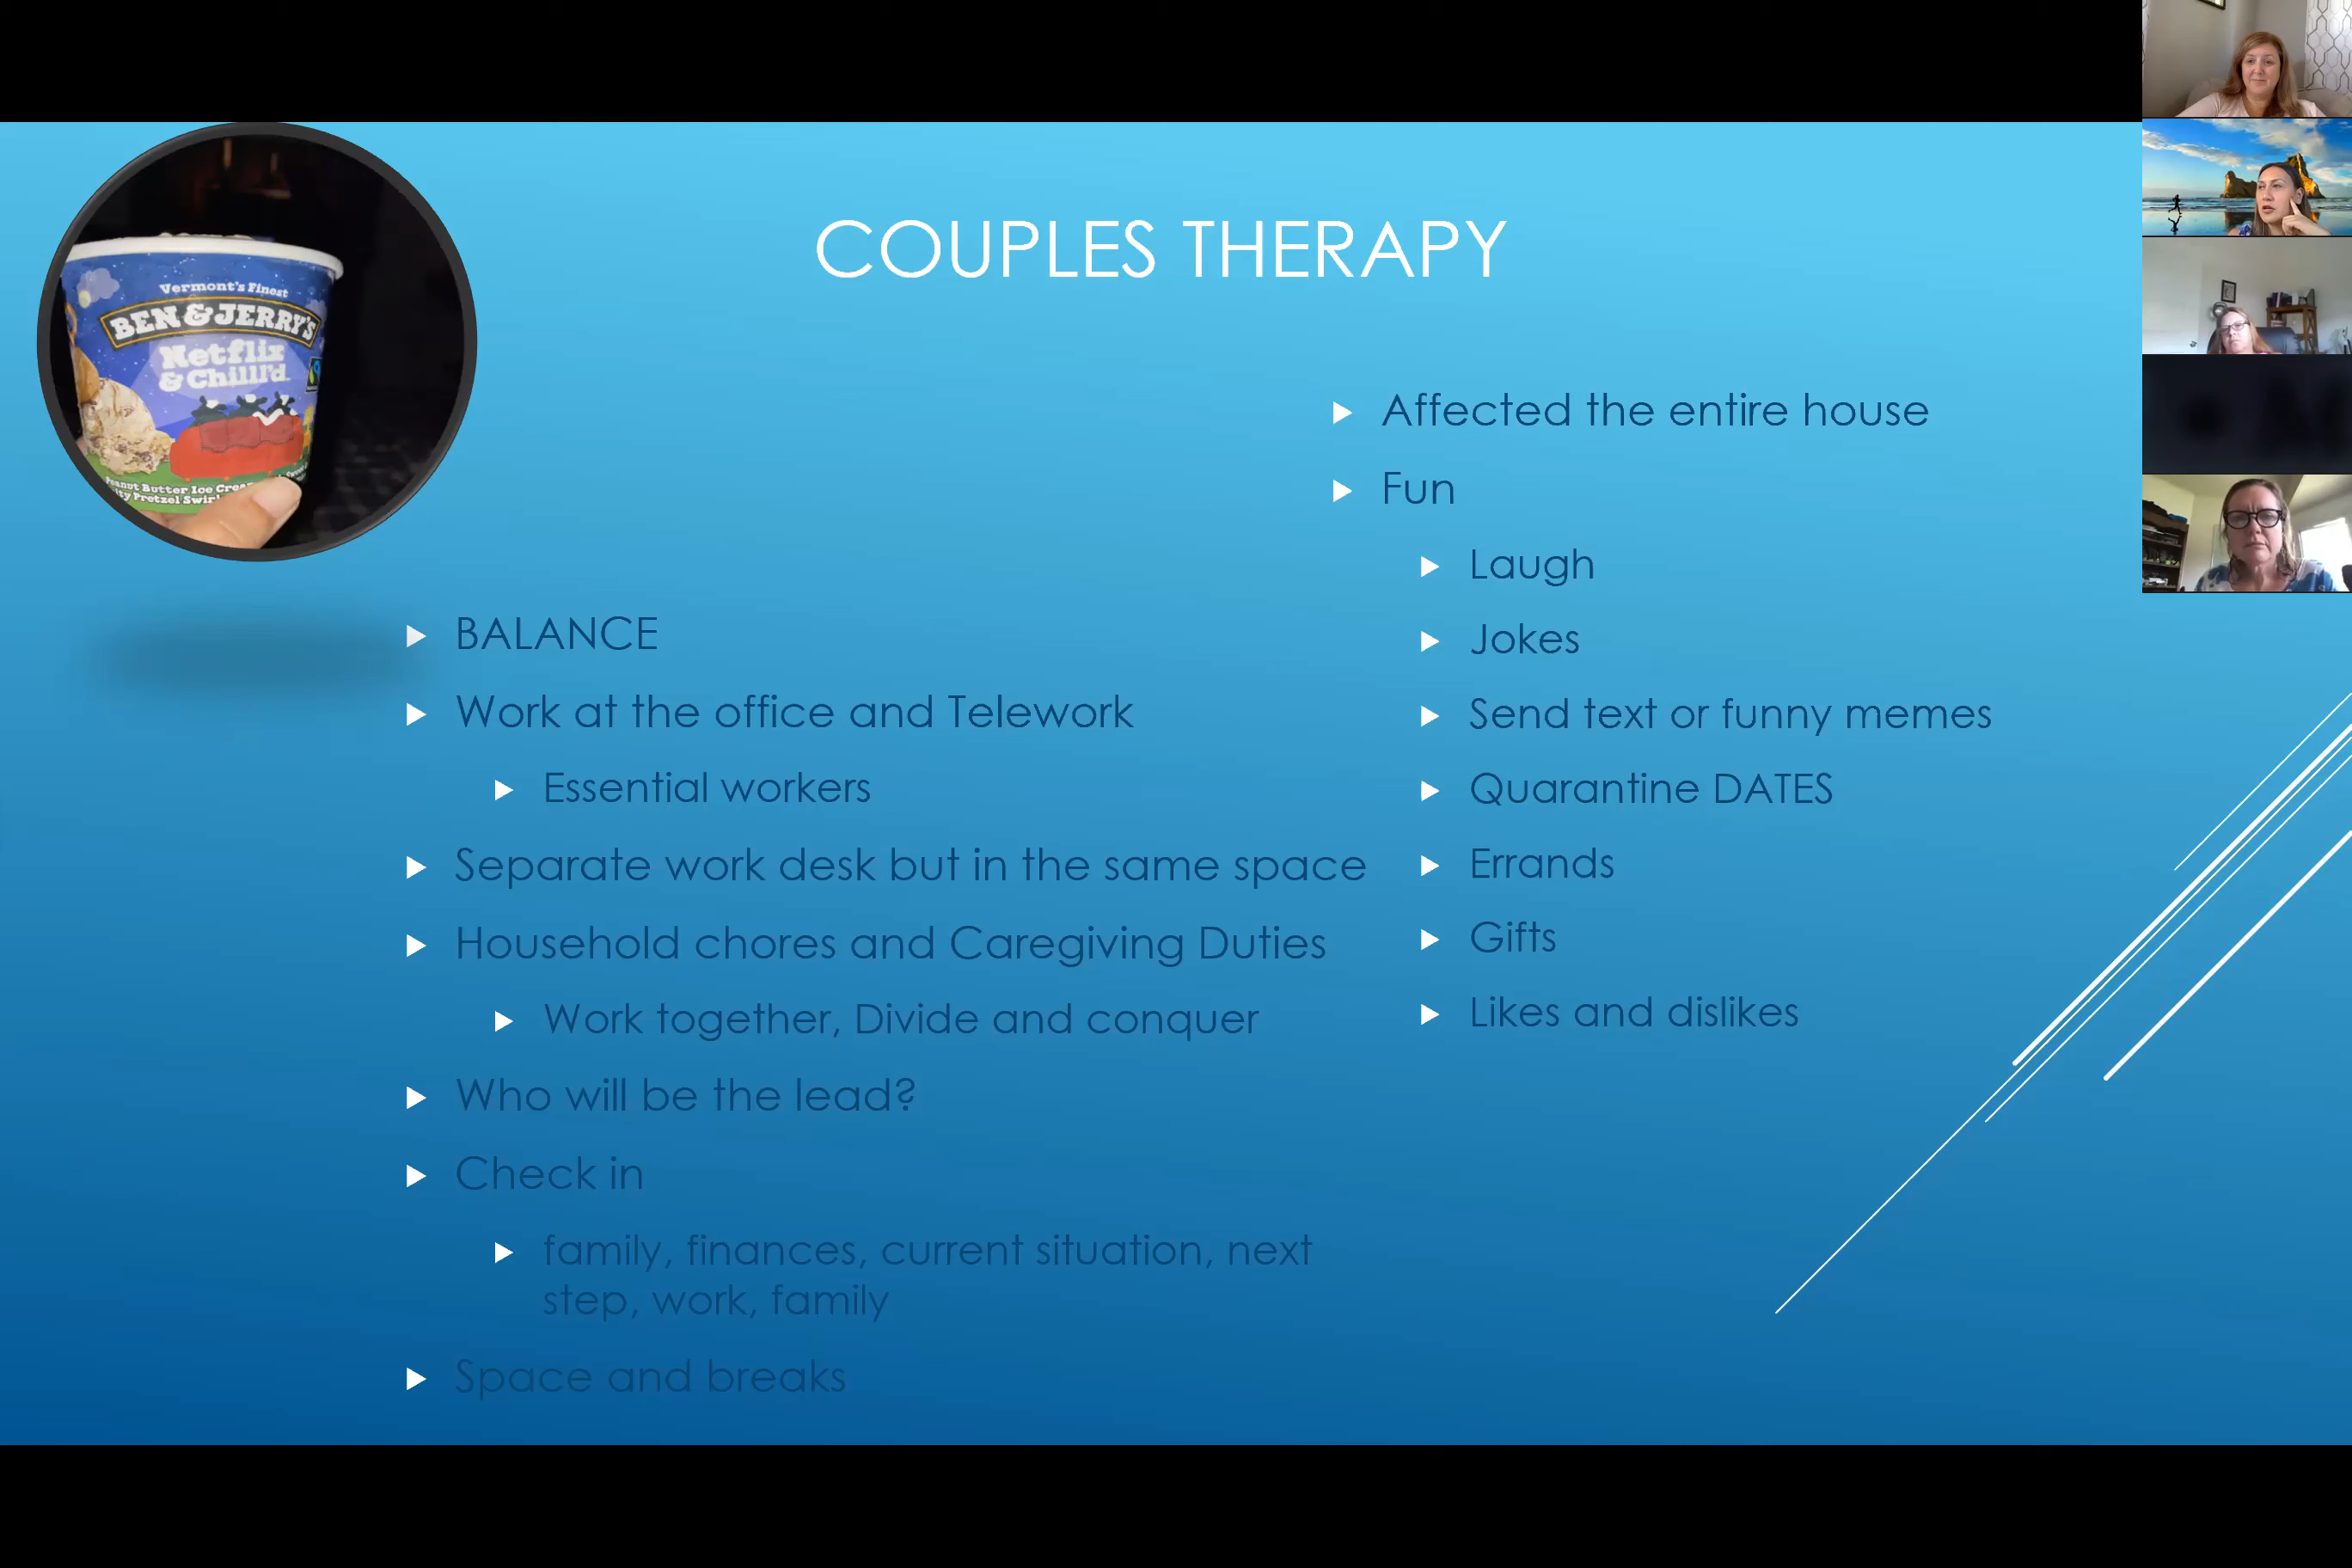 COUPLES THERAPY
Vermont's Finest
BEN & JERRY'S
Netflix
& Chilll'd
Peanut Butter Ice Cream
Pretzel Swirl
BALANCE
Work at the office and Telework
Essential workers
Separate work desk but in the same space
Household chores and Caregiving Duties
Work together, Divide and conquer
Who will be the lead?
Check in
family, finances, current situation, next
step, work, family
Space and breaks
Affected the entire house
Fun
Laugh
Jokes
Send text or funny memes
Quarantine DATES
Errands
Gifts
Likes and dislikes